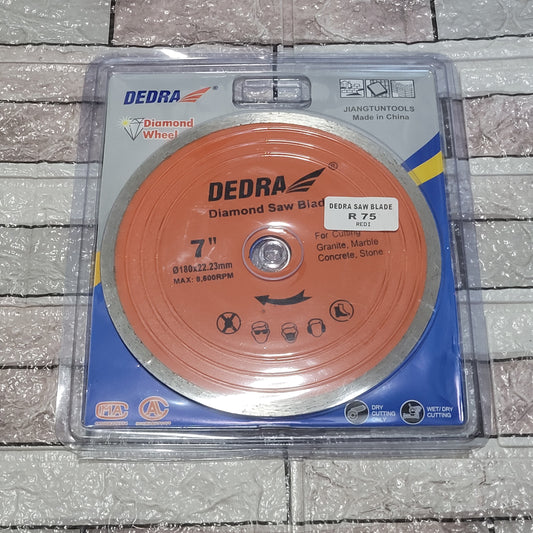 DEDRA
Diamond
Wheel
JIANGTUNTOOLS
Made in China
DEDRA
®
Diamond Saw Blade
DEDRA SAW BLADE
R 75
REDI
7"
For Cutting
Granite, Marble
Concrete, Stone
Ø180x22.23mm
MAX: 8,600RPM
DRY
CUTTING
ONLY
WET/DRY
CUTTING